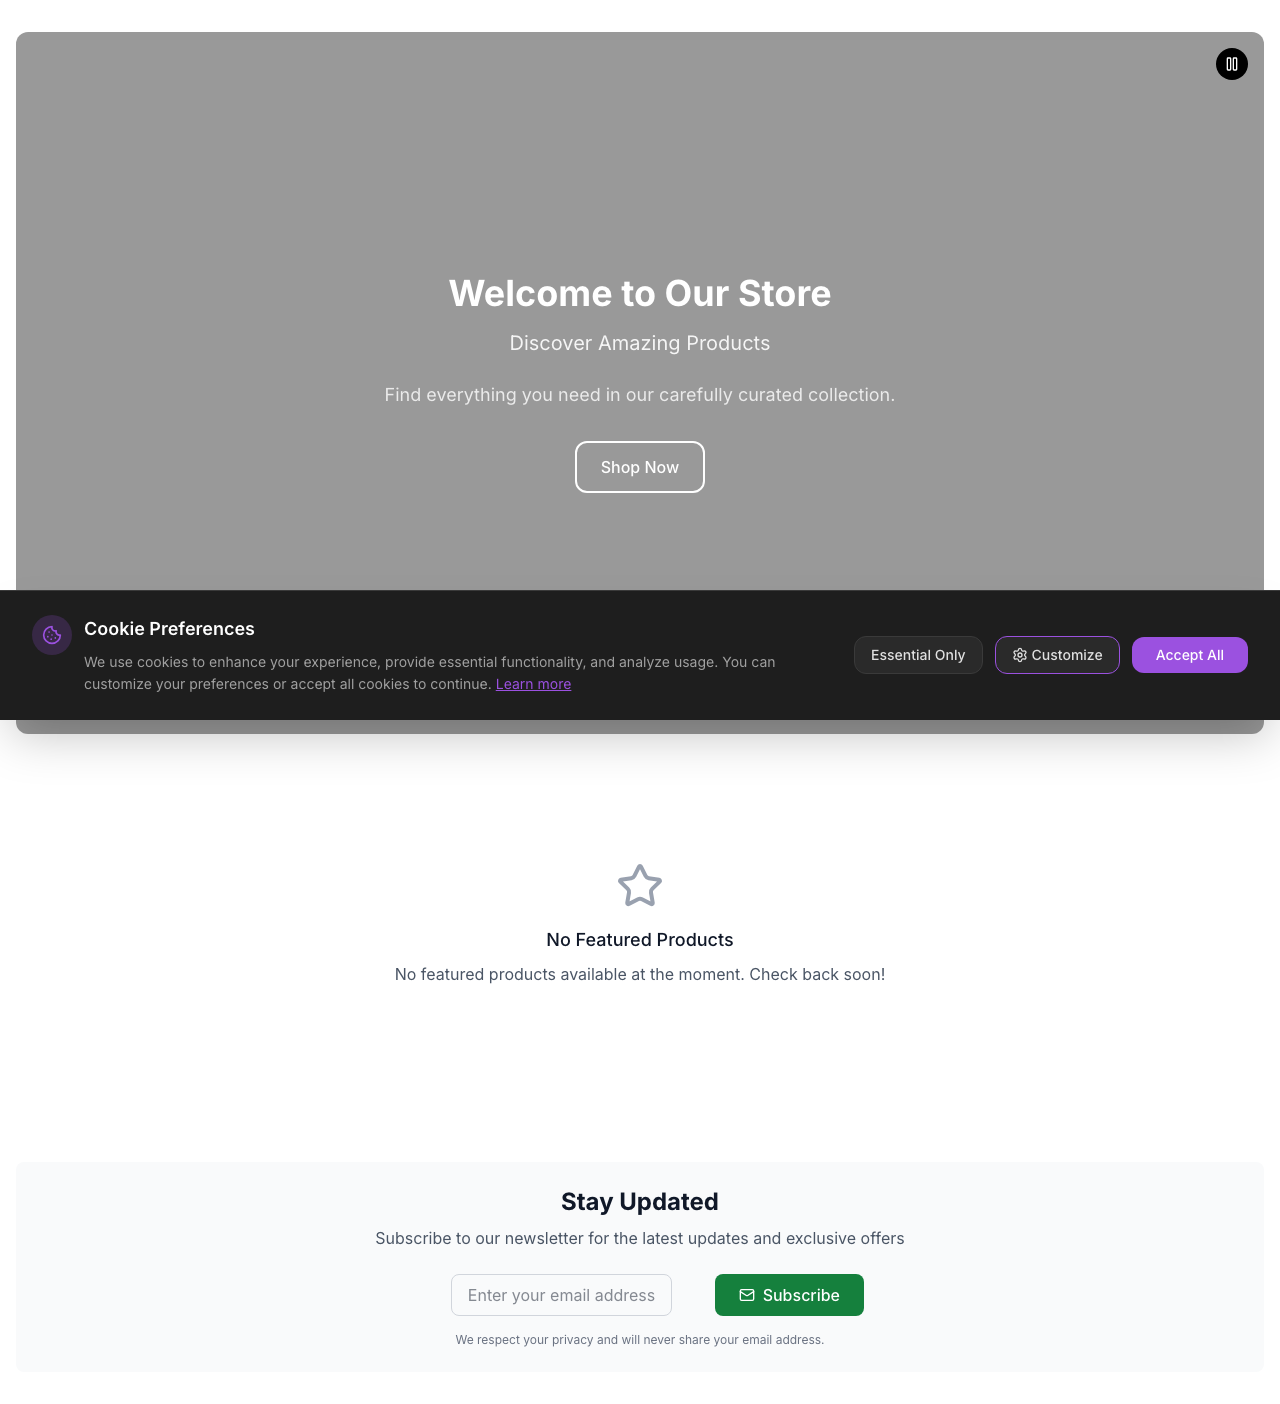 Welcome to Our Store
Discover Amazing Products
Find everything you need in our carefully curated collection.
Shop Now
Cookie Preferences
We use cookies to enhance your experience, provide essential functionality, and analyze usage. You can
customize your preferences or accept all cookies to continue. Learn more
Essential Only
Customize
Accept All
No Featured Products
No featured products available at the moment. Check back soon!
Stay Updated
Subscribe to our newsletter for the latest updates and exclusive offers
Enter your email address
Subscribe
We respect your privacy and will never share your email address.